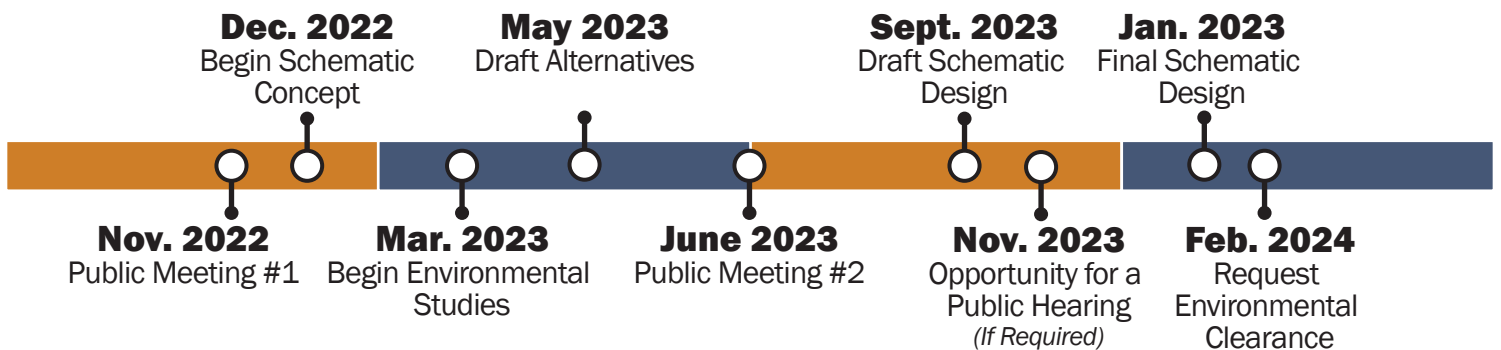 Dec. 2022
Begin Schematic
Concept
May 2023
Draft Alternatives
Sept. 2023
Draft Schematic
Design
Jan. 2023
Final Schematic
Design
Nov. 2022
Public Meeting #1
Mar. 2023
Begin Environmental
Studies
June 2023
Public Meeting #2
Nov. 2023
Opportunity for a
Public Hearing
(If Required)
Feb. 2024
Request
Environmental
Clearance